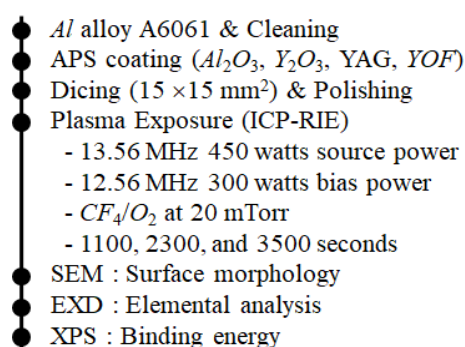 Al alloy A6061 & Cleaning
APS coating (Al₂O₃, Y₂O₃, YAG, YOF)
Dicing (15 ×15 mm²) & Polishing
Plasma Exposure (ICP-RIE)
- 13.56 MHz 450 watts source power
- 12.56 MHz 300 watts bias power
- CF₄/O₂ at 20 mTorr
- 1100, 2300, and 3500 seconds
SEM : Surface morphology
EXD : Elemental analysis
XPS : Binding energy